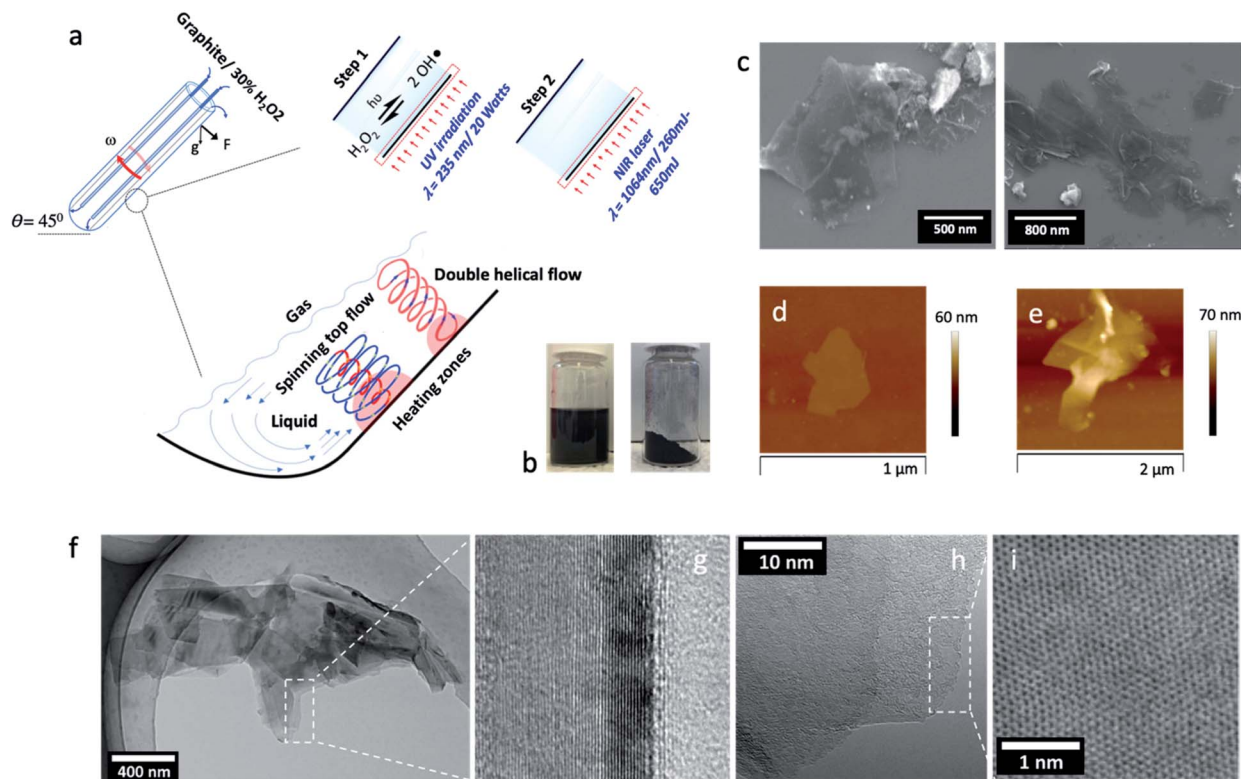 a
Graphite/ 30% H₂O2
ω
g
F
θ= 45⁰
Step 1
hυ
2 OH●
H₂O₂
UV irradiation
λ= 235 nm/ 20 Watts
Step 2
NIR laser
λ= 1064nm/ 260mJ-
650mJ
Double helical flow
Gas
Spinning top flow
Heating zones
Liquid
b
c
500 nm
800 nm
d
60 nm
1 µm
e
70 nm
2 µm
f
400 nm
g
10 nm
h
i
1 nm